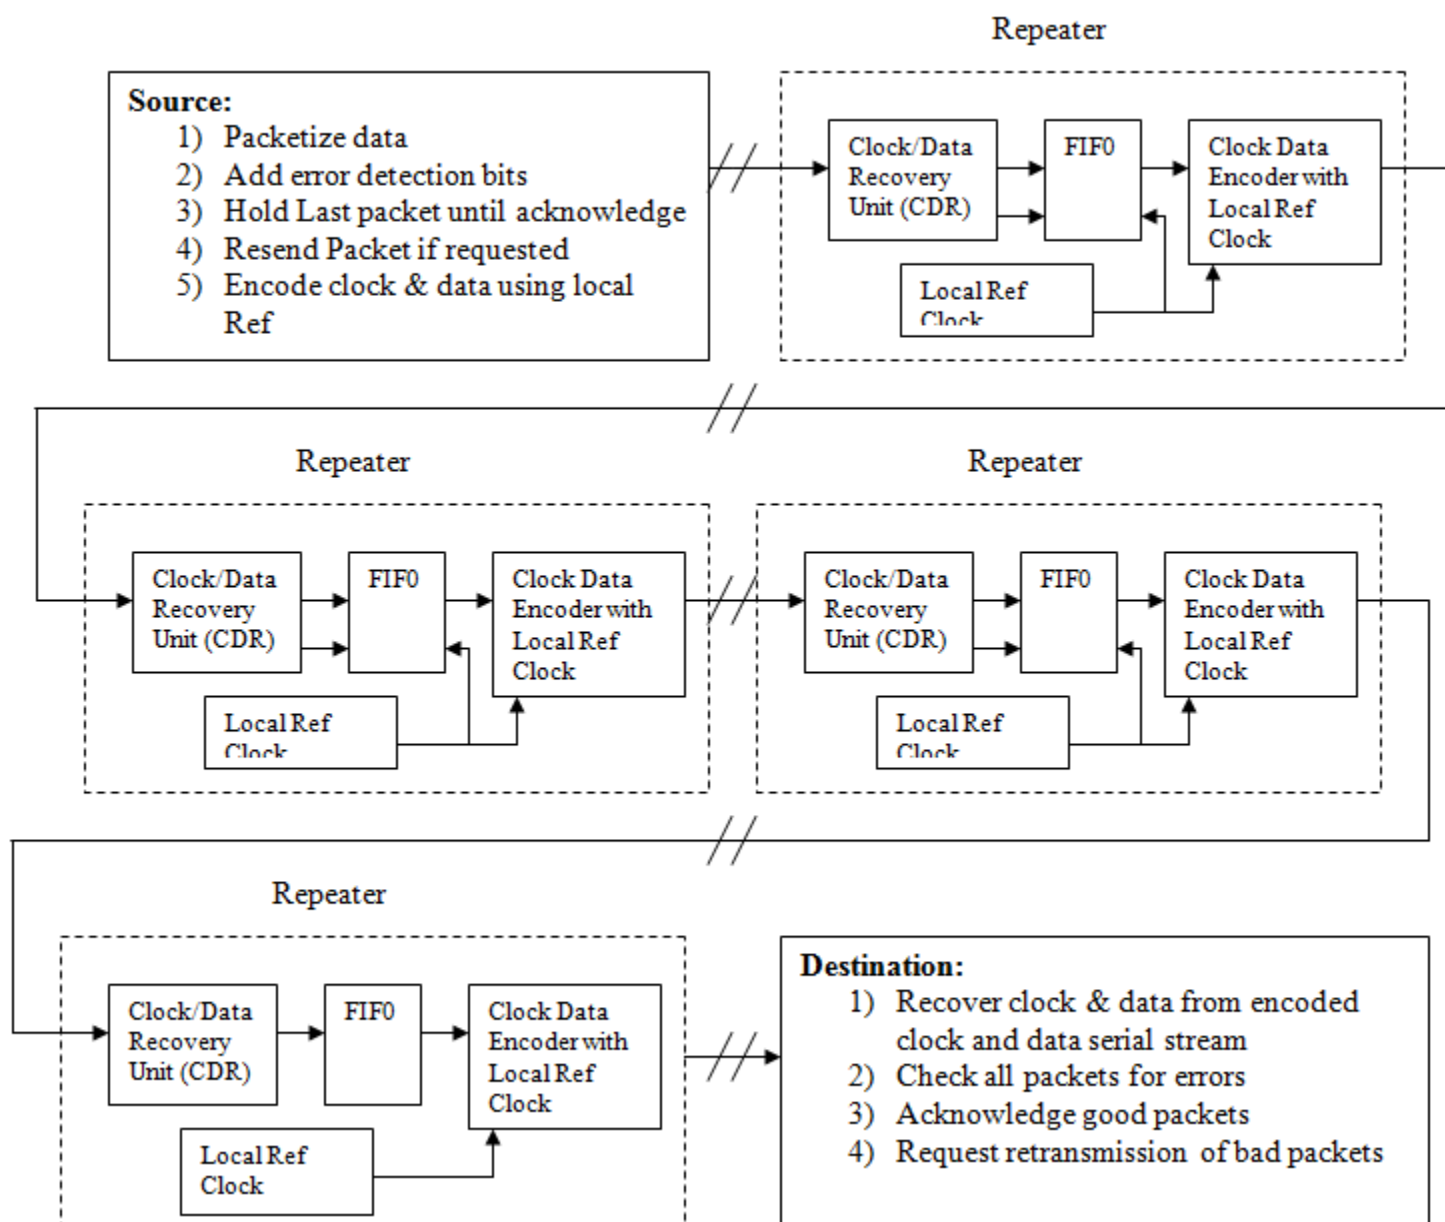 Repeater
Source:
1) Packetize data
2) Add error detection bits
3) Hold Last packet until acknowledge
4) Resend Packet if requested
5) Encode clock & data using local
Ref
Clock/Data
Recovery
Unit (CDR)
FIF0
Clock Data
Encoder with
Local Ref
Clock
Local Ref
Clock
Repeater
Clock/Data
Recovery
Unit (CDR)
FIF0
Clock Data
Encoder with
Local Ref
Clock
Local Ref
Clock
Repeater
Clock/Data
Recovery
Unit (CDR)
FIF0
Clock Data
Encoder with
Local Ref
Clock
Local Ref
Clock
Repeater
Clock/Data
Recovery
Unit (CDR)
FIF0
Clock Data
Encoder with
Local Ref
Clock
Local Ref
Clock
Destination:
1) Recover clock & data from encoded
clock and data serial stream
2) Check all packets for errors
3) Acknowledge good packets
4) Request retransmission of bad packets